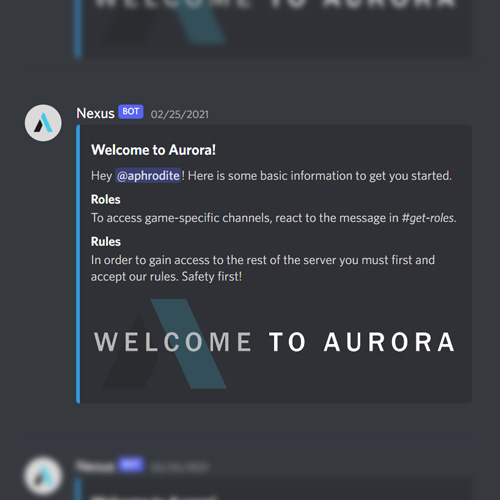 WELCOME TO AURORA
Nexus BOT 02/25/2021
Welcome to Aurora!
Hey @aphrodite! Here is some basic information to get you started.
Roles
To access game-specific channels, react to the message in #get-roles.
Rules
In order to gain access to the rest of the server you must first and
accept our rules. Safety first!
WELCOME TO AURORA
Nexus BOT